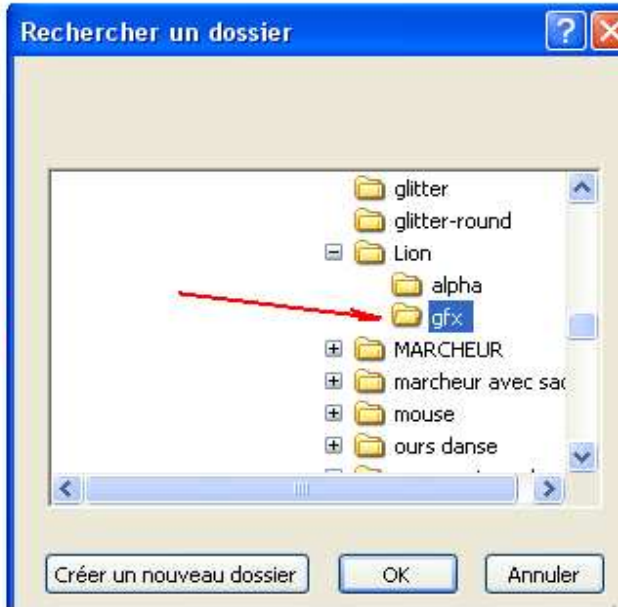 Rechercher un dossier
glitter
glitter-round
Lion
alpha
gfx
MARCHEUR
marcheur avec sac
mouse
ours danse
Créer un nouveau dossier
OK
Annuler